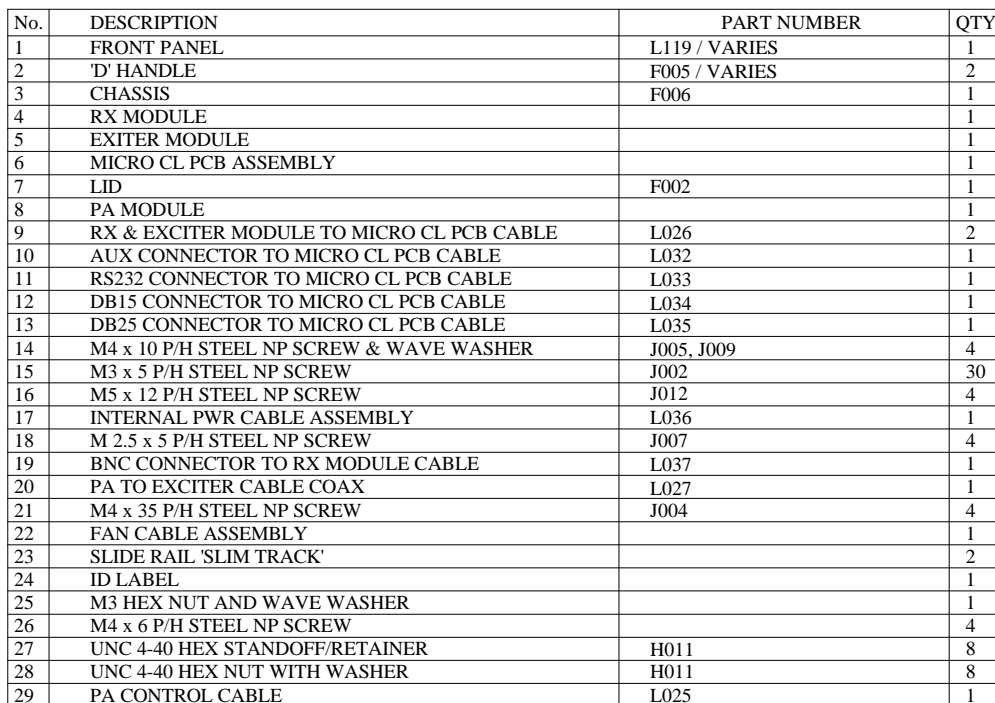 No. DESCRIPTION PART NUMBER QTY
1 FRONT PANEL L119 / VARIES 1
2 'D' HANDLE F005 / VARIES 2
3 CHASSIS F006 1
4 RX MODULE 1
5 EXITER MODULE 1
6 MICRO CL PCB ASSEMBLY 1
7 LID F002 1
8 PA MODULE 1
9 RX & EXCITER MODULE TO MICRO CL PCB CABLE L026 2
10 AUX CONNECTOR TO MICRO CL PCB CABLE L032 1
11 RS232 CONNECTOR TO MICRO CL PCB CABLE L033 1
12 DB15 CONNECTOR TO MICRO CL PCB CABLE L034 1
13 DB25 CONNECTOR TO MICRO CL PCB CABLE L035 1
14 M4 x 10 P/H STEEL NP SCREW & WAVE WASHER J005, J009 4
15 M3 x 5 P/H STEEL NP SCREW J002 30
16 M5 x 12 P/H STEEL NP SCREW J012 4
17 INTERNAL PWR CABLE ASSEMBLY L036 1
18 M 2.5 x 5 P/H STEEL NP SCREW J007 4
19 BNC CONNECTOR TO RX MODULE CABLE L037 1
20 PA TO EXCITER CABLE COAX L027 1
21 M4 x 35 P/H STEEL NP SCREW J004 4
22 FAN CABLE ASSEMBLY 1
23 SLIDE RAIL 'SLIM TRACK' 2
24 ID LABEL 1
25 M3 HEX NUT AND WAVE WASHER 1
26 M4 x 6 P/H STEEL NP SCREW 4
27 UNC 4-40 HEX STANDOFF/RETAINER H011 8
28 UNC 4-40 HEX NUT WITH WASHER H011 8
29 PA CONTROL CABLE L025 1